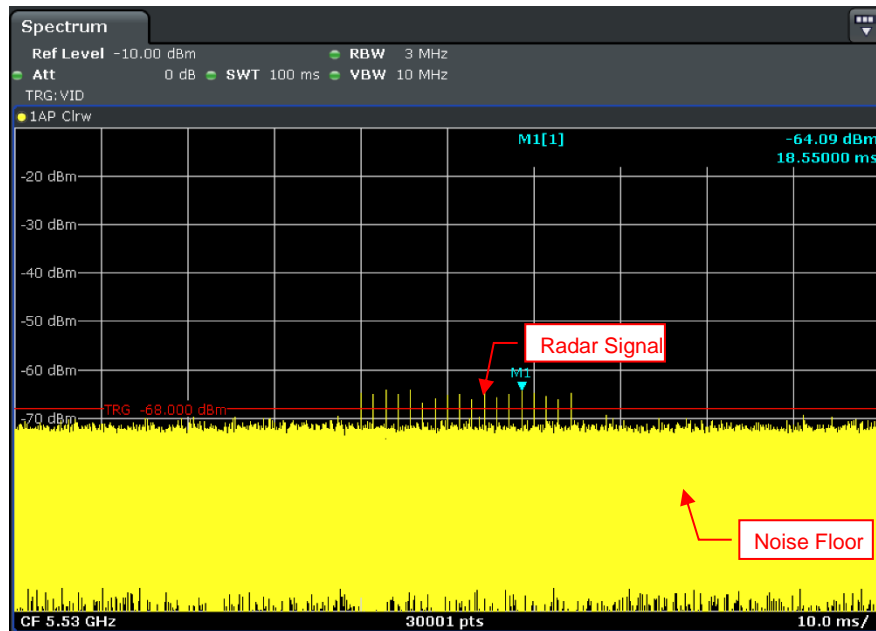 Spectrum
Ref Level -10.00 dBm RBW 3 MHz
Att 0 dB SWT 100 ms VBW 10 MHz
TRG:VID
1AP Clrw
M1[1] -64.09 dBm
18.55000 ms
-20 dBm
-30 dBm
-40 dBm
-50 dBm
Radar Signal
-60 dBm
M1
TRG -68.000 dBm
-70 dBm
Noise Floor
CF 5.53 GHz 30001 pts 10.0 ms/